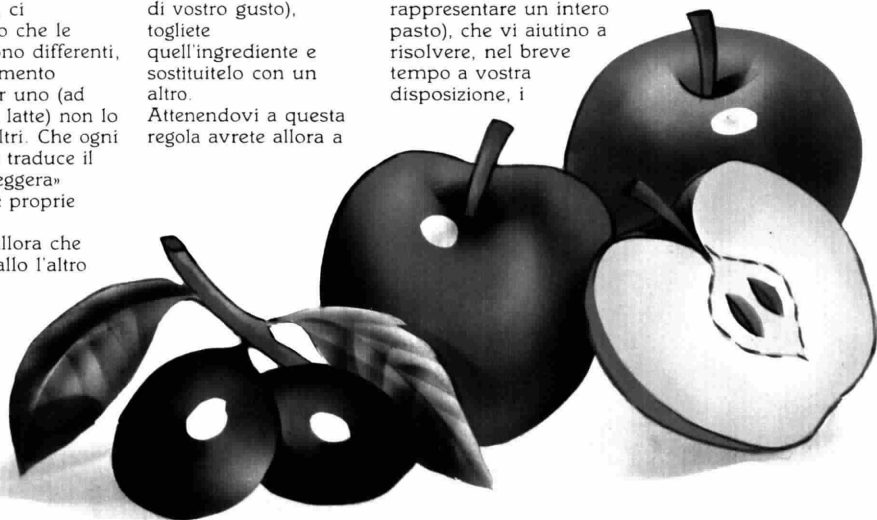 ci
o che le
no differenti,
mento
r uno (ad
latte) non lo
ltri. Che ogni
traduce il
eggera»
e proprie
allora che
allo l'altro
di vostro gusto),
togliete
quell'ingrediente e
sostituitelo con un
altro.
Attenendovi a questa
regola avrete allora a
rappresentare un intero
pasto), che vi aiutino a
risolvere, nel breve
tempo a vostra
disposizione, i